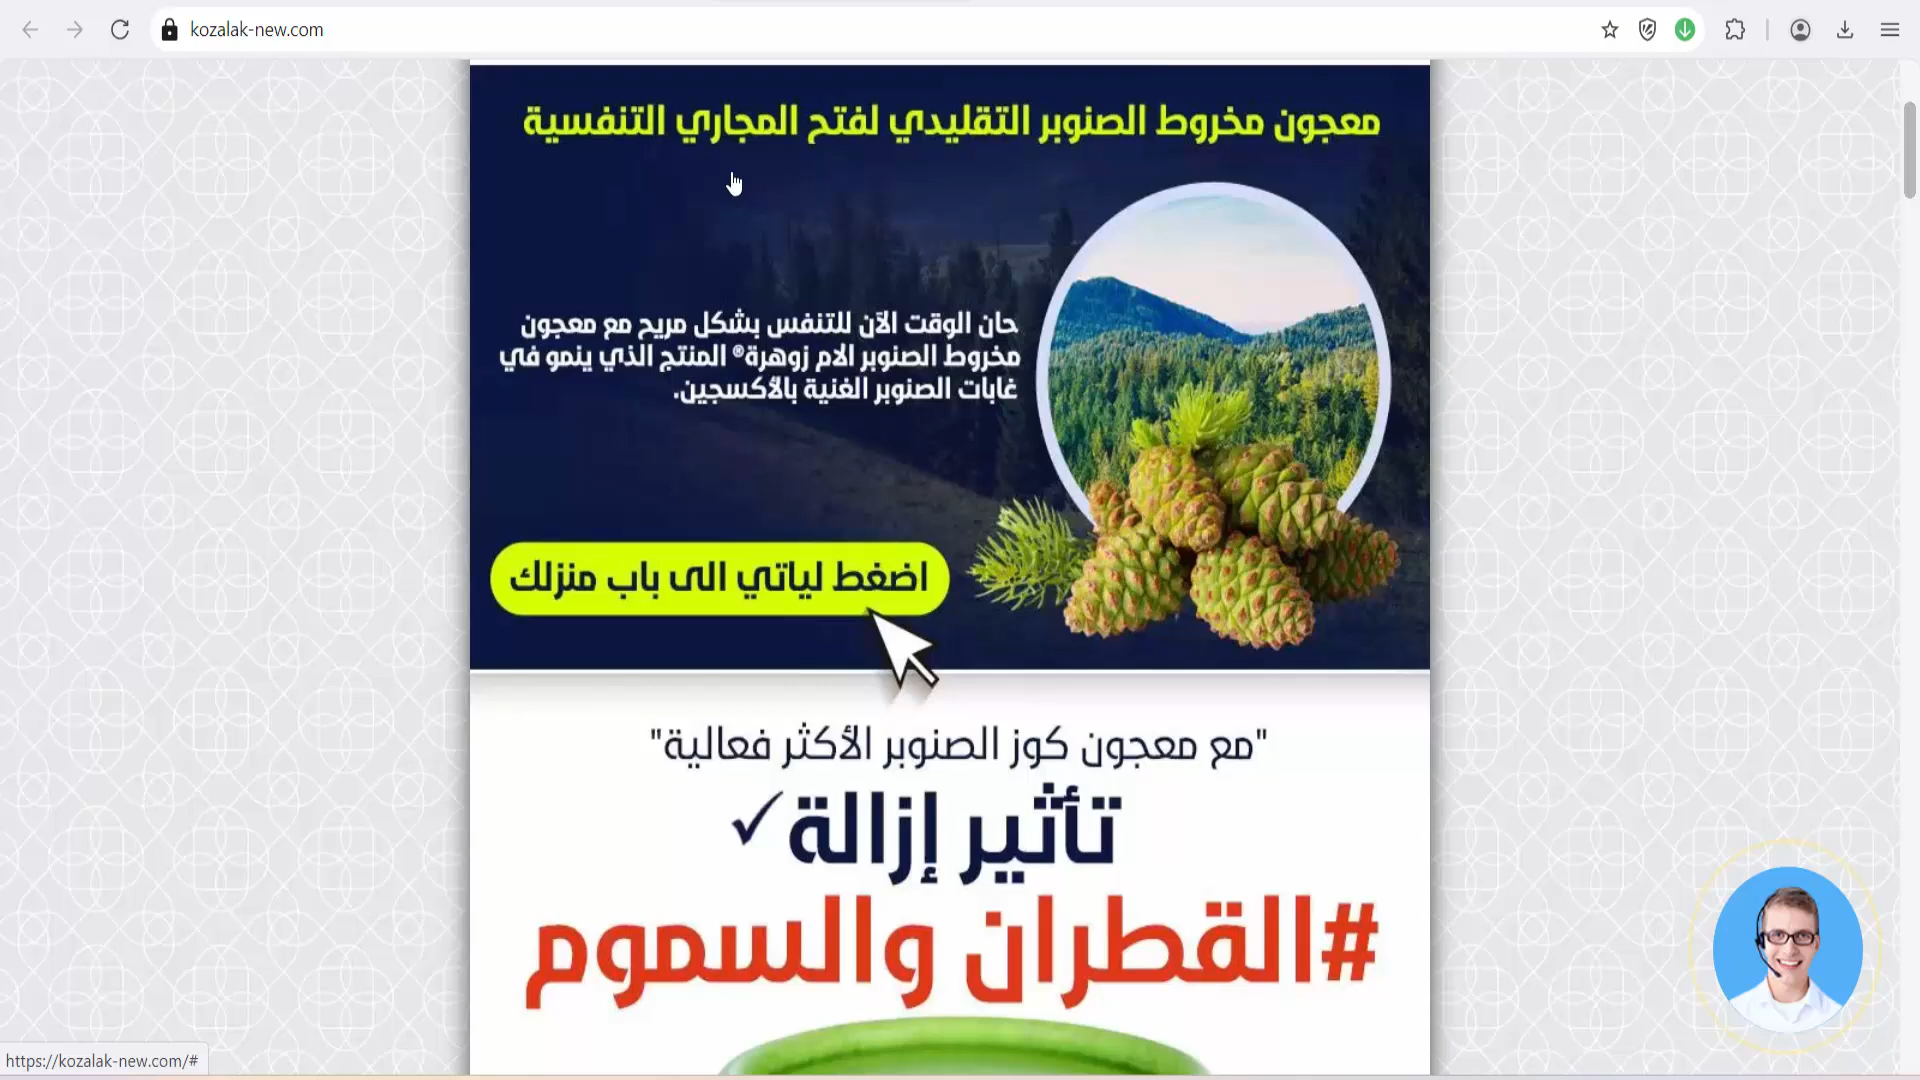 kozalak-new.com
معجون مخروط الصنوبر التقليدي لفتح المجاري التنفسية
حان الوقت الآن للتنفس بشكل مريح مع معجون
مخروط الصنوبر الام زوهرة® المنتج الذي ينمو في
غابات الصنوبر الغنية بالأكسجين.
اضغط لياتي الى باب منزلك
"مع معجون كوز الصنوبر الأكثر فعالية"
تأثير إزالة✓
#القطران والسموم
https://kozalak-new.com/#